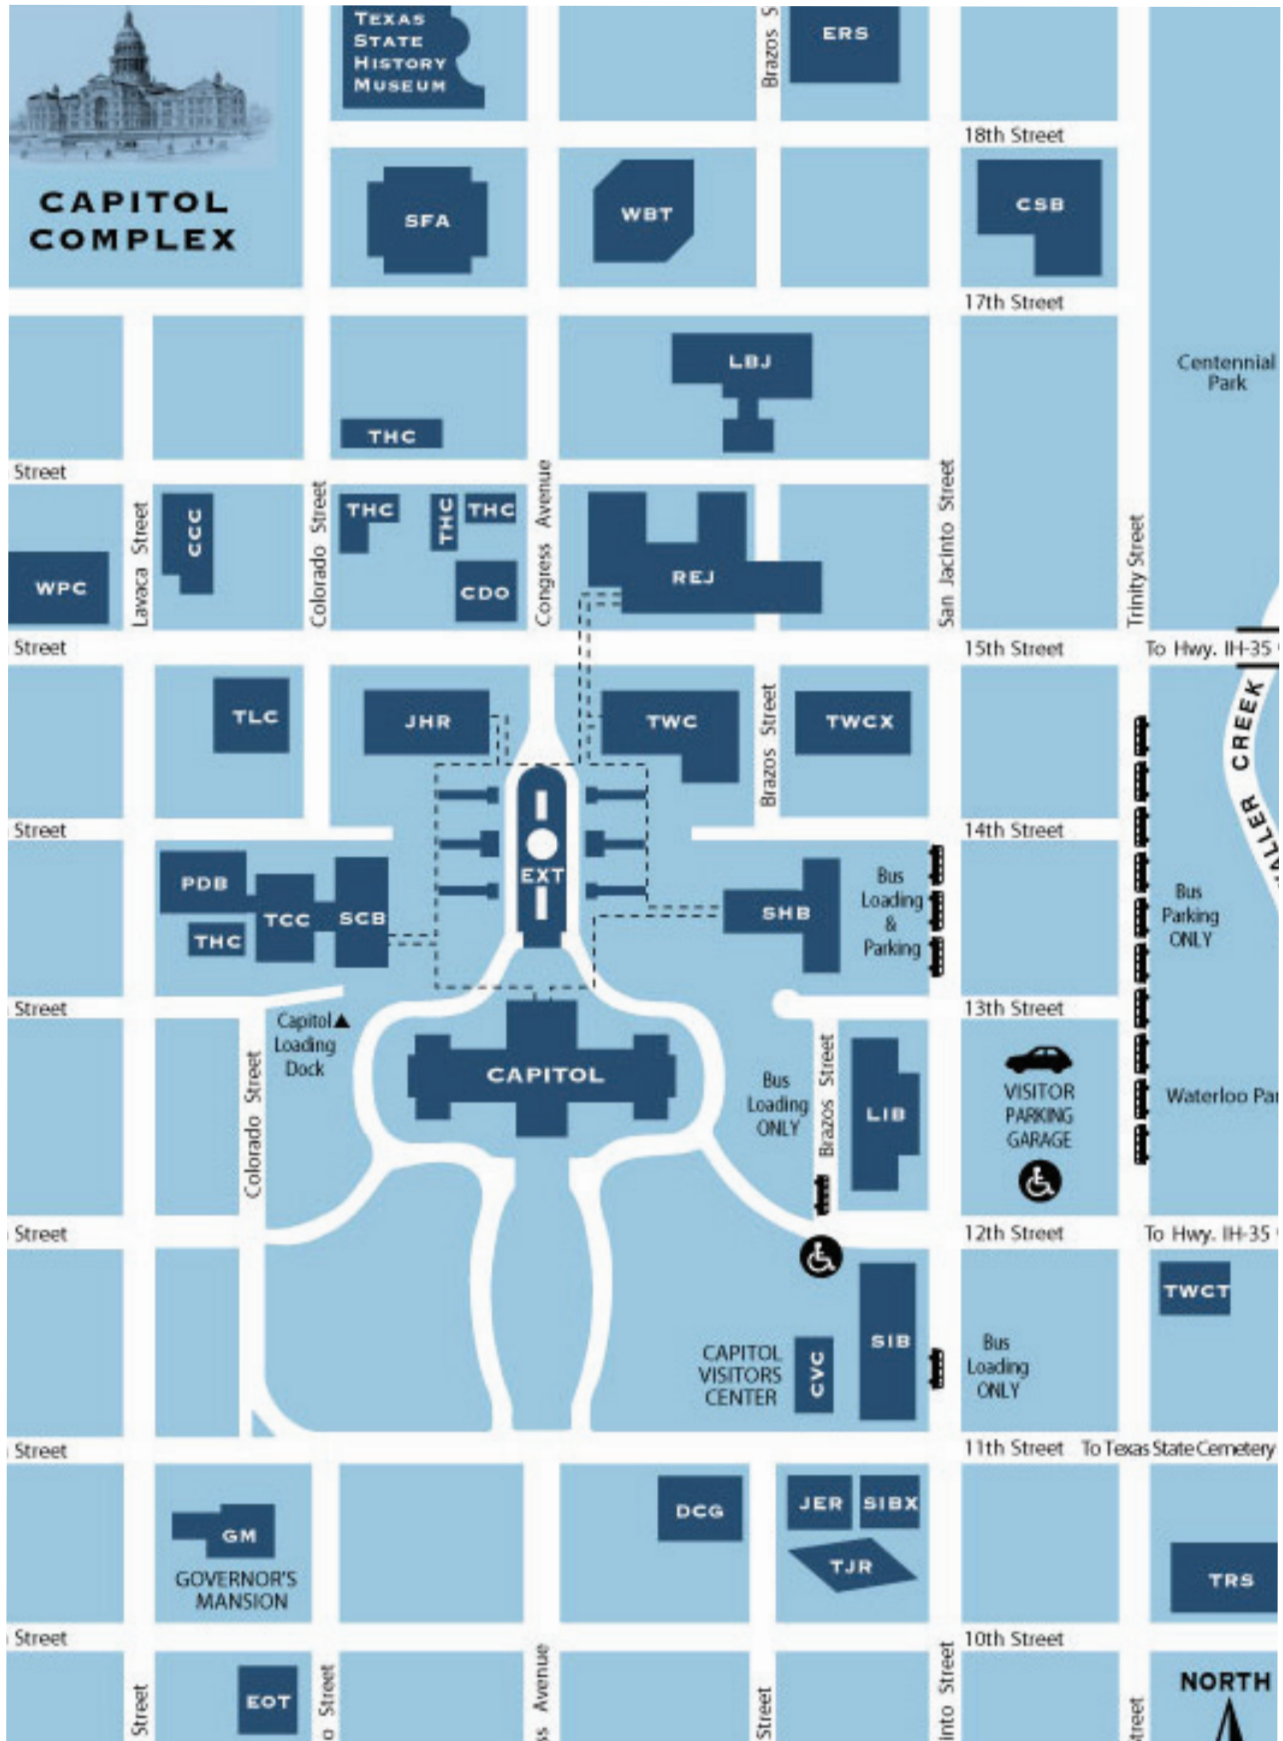 TEXAS
STATE
HISTORY
MUSEUM
Brazos S
ERS
18th Street
CAPITOL
COMPLEX
SFA
WBT
CSB
17th Street
LBJ
Centennial
Park
THC
Street
Lavaca Street
CCC
Colorado Street
THC
THC
THC
Congress Avenue
San Jacinto Street
Trinity Street
WPC
CDO
REJ
Street
15th Street
To Hwy. IH-35
TLC
JHR
TWC
Brazos Street
TWCX
CREEK
Street
14th Street
PDB
TCC
SCB
THC
EXT
SHB
Bus
Loading
&
Parking
Bus
Parking
ONLY
Street
13th Street
Capitol
Loading
Dock
Colorado Street
CAPITOL
Bus
Loading
ONLY
Brazos Street
LIB
VISITOR
PARKING
GARAGE
Waterloo Par
Street
12th Street
To Hwy. IH-35
TWCT
CAPITOL
VISITORS
CENTER
CVC
SIB
Bus
Loading
ONLY
Street
11th Street
To Texas State Cemetery
GM
GOVERNOR'S
MANSION
DCG
JER
SIBX
TJR
TRS
Street
10th Street
EOT
Street
o Street
ss Avenue
Street
into Street
treet
NORTH